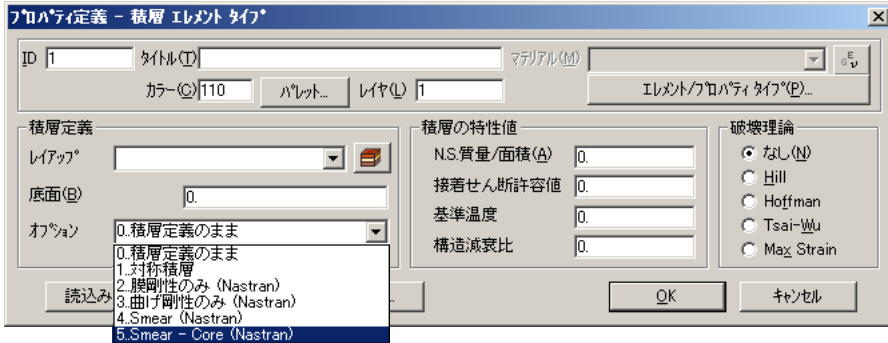 プロパティ定義 - 積層 エレメント タイプ
ID 1 タイトル(T) マテリアル(M)
カラー(C) 110 パレット... レイヤ(L) 1 エレメント/プロパティ タイプ(P)...
積層定義
レイアップ
底面(B) 0.
オプション 0..積層定義のまま
0..積層定義のまま
1..対称積層
2..膜剛性のみ (Nastran)
3..曲げ剛性のみ (Nastran)
4..Smear (Nastran)
5..Smear - Core (Nastran)
積層の特性値
N.S.質量/面積(A) 0.
接着せん断許容値 0.
基準温度 0.
構造減衰比 0.
破壊理論
なし(N)
Hill
Hoffman
Tsai-Wu
Max Strain
読込み
OK キャンセル